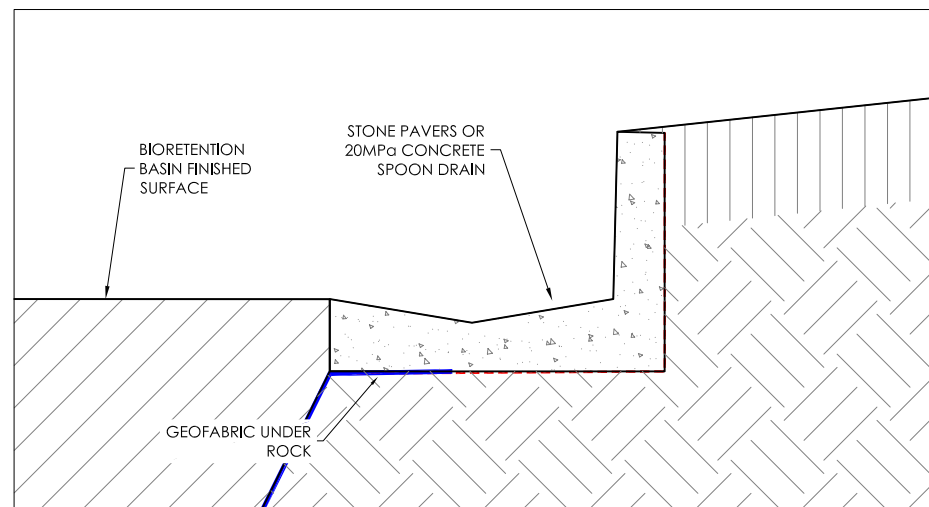 BIORETENTION
BASIN FINISHED
SURFACE
STONE PAVERS OR
20MPa CONCRETE
SPOON DRAIN
GEOFABRIC UNDER
ROCK